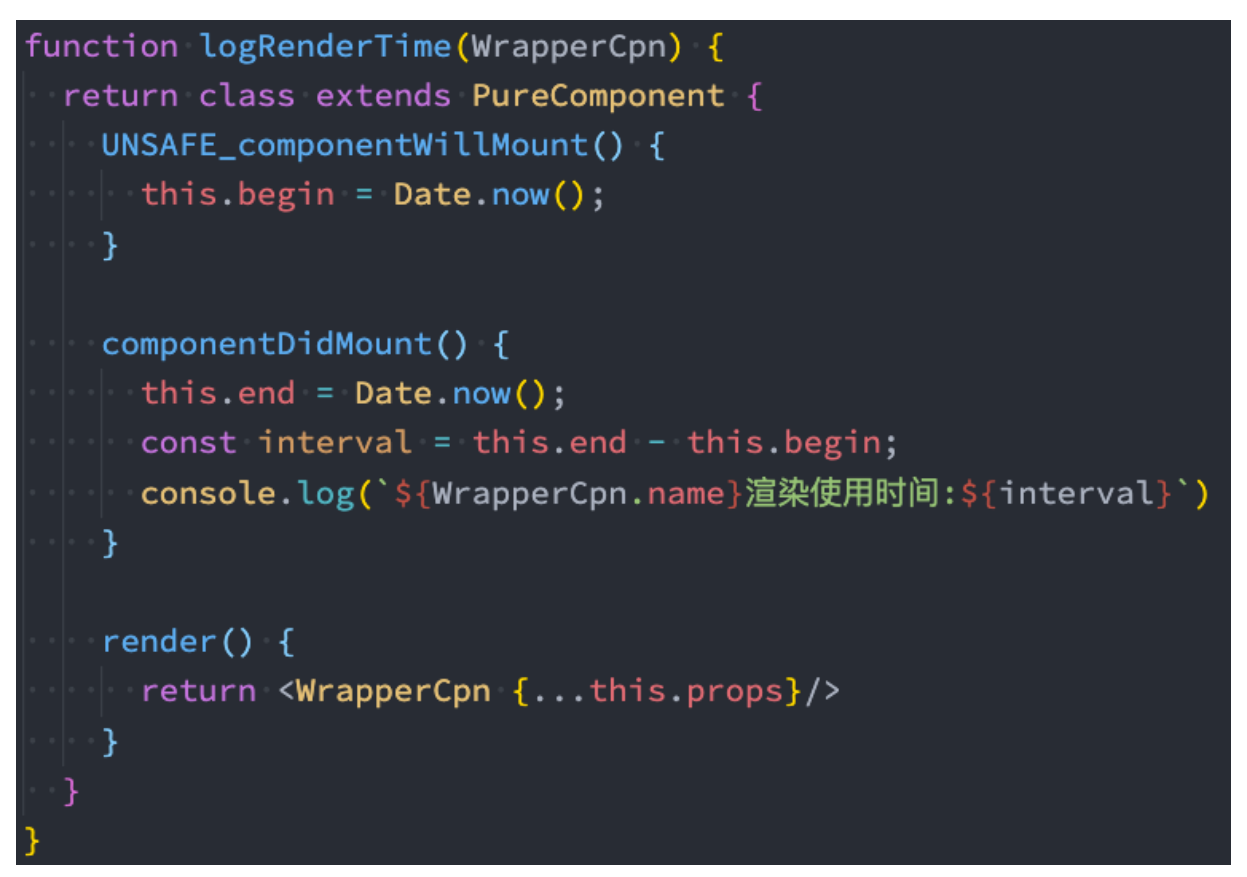 function logRenderTime(WrapperCpn) {
  return class extends PureComponent {
    UNSAFE_componentWillMount() {
      this.begin = Date.now();
    }

    componentDidMount() {
      this.end = Date.now();
      const interval = this.end - this.begin;
      console.log(`${WrapperCpn.name}渲染使用时间:${interval}`)
    }

    render() {
      return <WrapperCpn {...this.props}/>
    }
  }
}